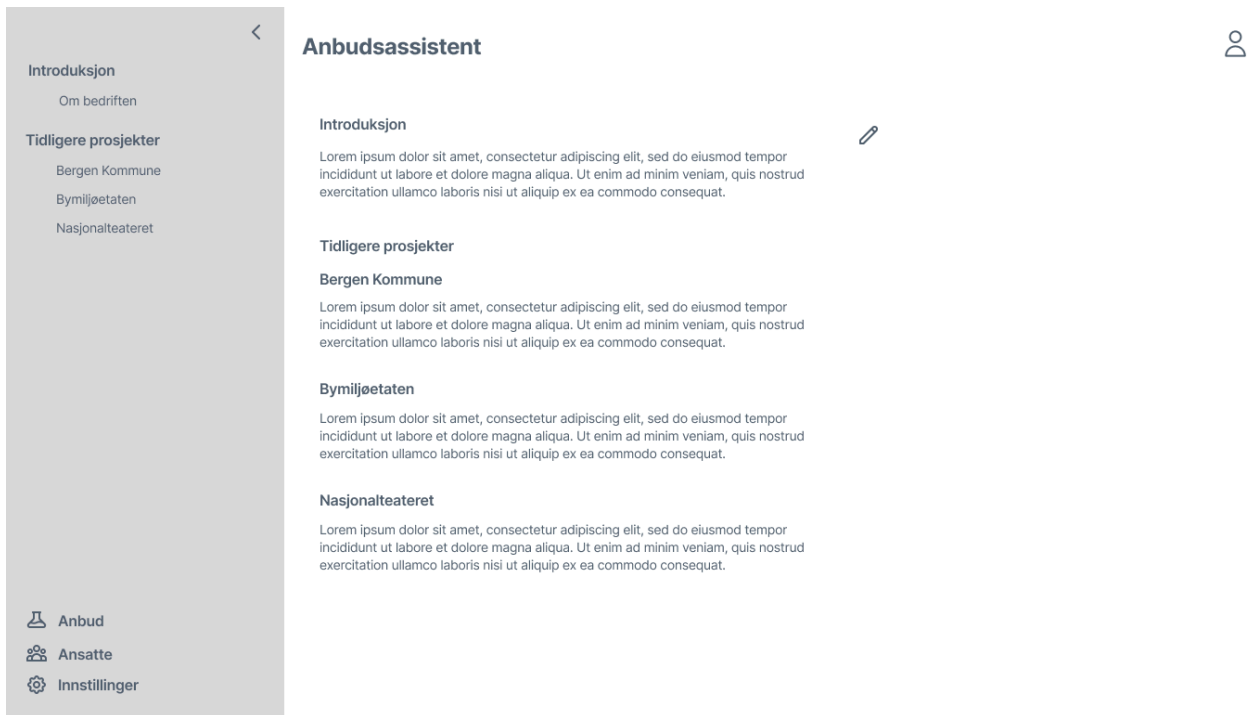 Introduksjon
Om bedriften
Tidligere prosjekter
Bergen Kommune
Bymiljøetaten
Nasjonalteateret
Anbud
Ansatte
Innstillinger
Anbudsassistent
Introduksjon
Lorem ipsum dolor sit amet, consectetur adipiscing elit, sed do eiusmod tempor
incididunt ut labore et dolore magna aliqua. Ut enim ad minim veniam, quis nostrud
exercitation ullamco laboris nisi ut aliquip ex ea commodo consequat.
Tidligere prosjekter
Bergen Kommune
Lorem ipsum dolor sit amet, consectetur adipiscing elit, sed do eiusmod tempor
incididunt ut labore et dolore magna aliqua. Ut enim ad minim veniam, quis nostrud
exercitation ullamco laboris nisi ut aliquip ex ea commodo consequat.
Bymiljøetaten
Lorem ipsum dolor sit amet, consectetur adipiscing elit, sed do eiusmod tempor
incididunt ut labore et dolore magna aliqua. Ut enim ad minim veniam, quis nostrud
exercitation ullamco laboris nisi ut aliquip ex ea commodo consequat.
Nasjonalteateret
Lorem ipsum dolor sit amet, consectetur adipiscing elit, sed do eiusmod tempor
incididunt ut labore et dolore magna aliqua. Ut enim ad minim veniam, quis nostrud
exercitation ullamco laboris nisi ut aliquip ex ea commodo consequat.